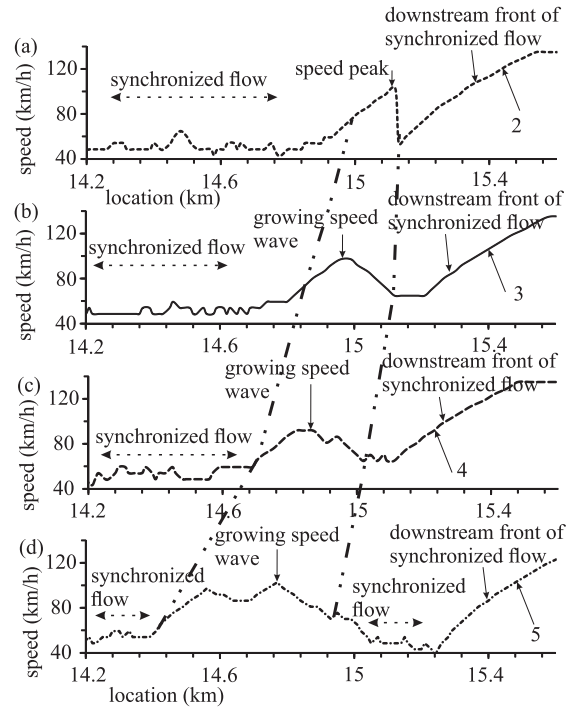 downstream front of
synchronized flow
(a)
speed peak
synchronized flow
120
80
40
speed (km/h)
2
14.2
14.6
15
15.4
location (km)
(b)
growing speed
wave
downstream front of
synchronized flow
synchronized flow
120
80
40
speed (km/h)
3
14.2
14.6
15
15.4
(c)
growing speed
wave
downstream front of
synchronized flow
synchronized flow
120
80
40
speed (km/h)
4
14.2
14.6
15
15.4
(d)
growing speed
wave
downstream front of
synchronized flow
synchronized
flow
synchronized
flow
120
80
40
speed (km/h)
5
14.2
14.6
15
15.4
location (km)